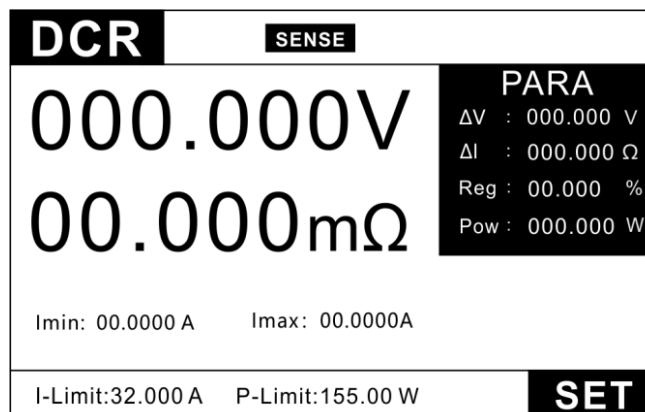 DCR SENSE
000.000V
00.000mΩ
PARA
ΔV : 000.000 V
ΔI : 000.000 Ω
Reg : 00.000 %
Pow : 000.000 W
Imin: 00.0000 A Imax: 00.0000A
I-Limit:32.000 A P-Limit:155.00 W SET